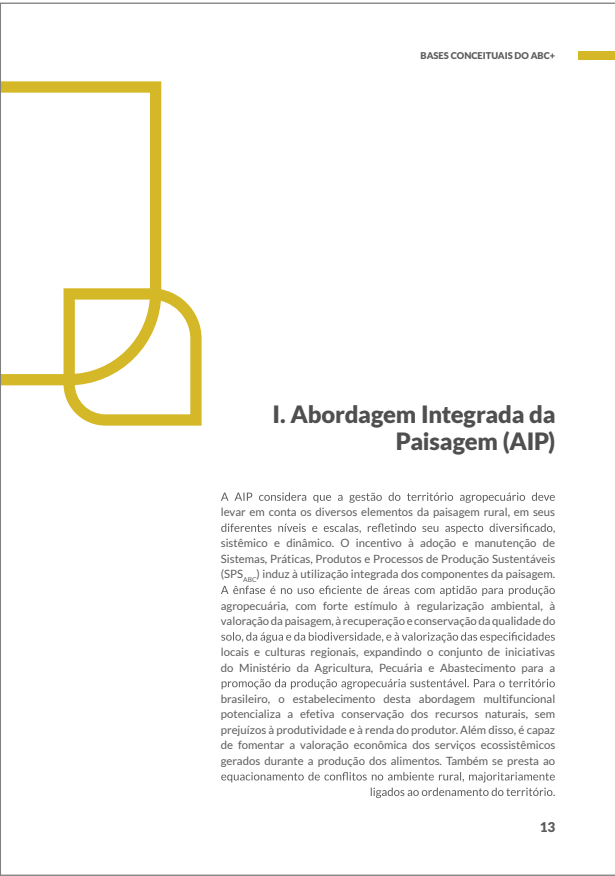 BASES CONCEITUAIS DO ABC+
I. Abordagem Integrada da
Paisagem (AIP)
A AIP considera que a gestão do território agropecuário deve
levar em conta os diversos elementos da paisagem rural, em seus
diferentes níveis e escalas, refletindo seu aspecto diversificado,
sistêmico e dinâmico. O incentivo à adoção e manutenção de
Sistemas, Práticas, Produtos e Processos de Produção Sustentáveis
(SPSABC) induz à utilização integrada dos componentes da paisagem.
A ênfase é no uso eficiente de áreas com aptidão para produção
agropecuária, com forte estímulo à regularização ambiental, à
valoração da paisagem, à recuperação e conservação da qualidade do
solo, da água e da biodiversidade, e à valorização das especificidades
locais e culturas regionais, expandindo o conjunto de iniciativas
do Ministério da Agricultura, Pecuária e Abastecimento para a
promoção da produção agropecuária sustentável. Para o território
brasileiro, o estabelecimento desta abordagem multifuncional
potencializa a efetiva conservação dos recursos naturais, sem
prejuízos à produtividade e à renda do produtor. Além disso, é capaz
de fomentar a valoração econômica dos serviços ecossistêmicos
gerados durante a produção dos alimentos. Também se presta ao
equacionamento de conflitos no ambiente rural, majoritariamente
ligados ao ordenamento do território.
13